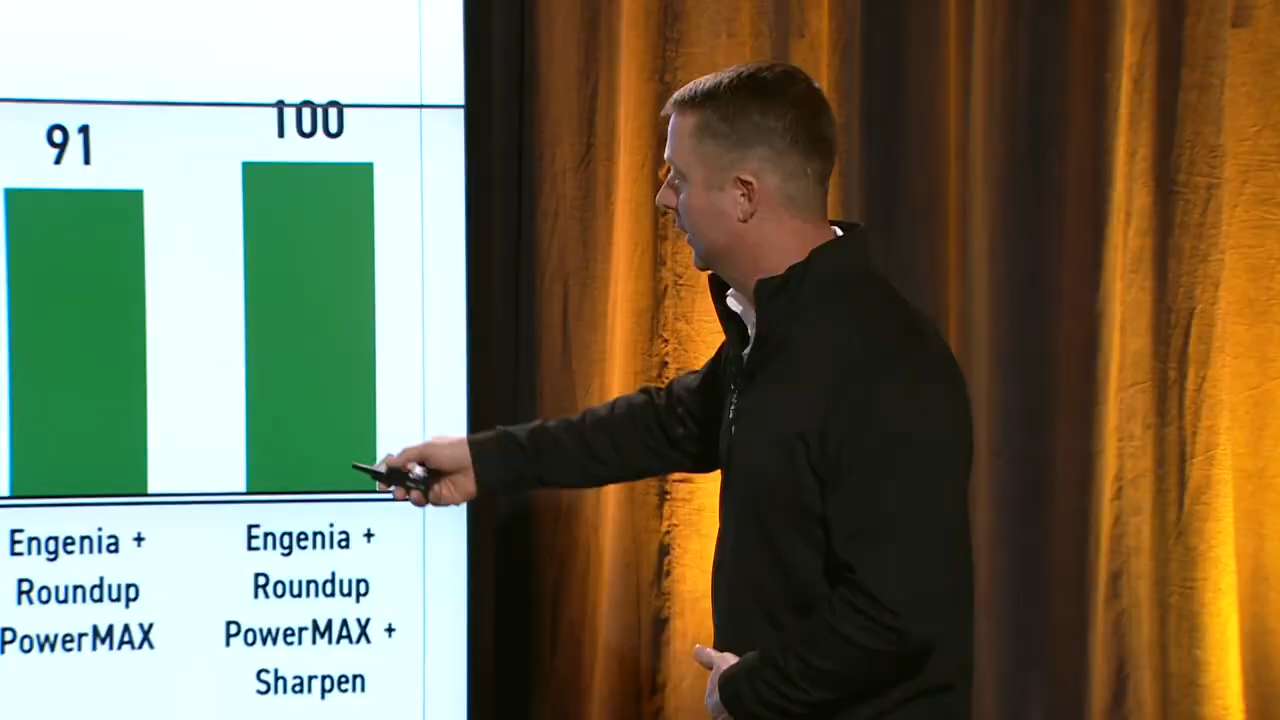 91
100
Engenia +
Roundup
PowerMAX
Engenia +
Roundup
PowerMAX +
Sharpen